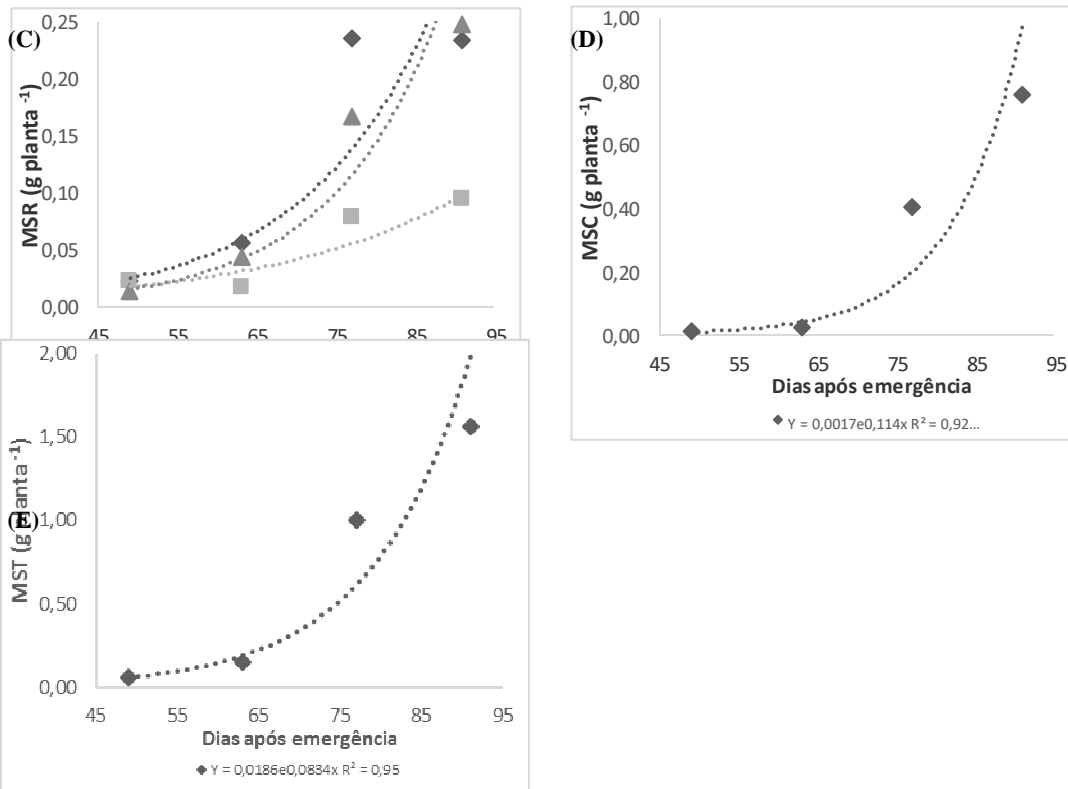 (C)
MSR (g planta -1)
0,25
0,20
0,15
0,10
0,05
0,00
45 55 65 75 85 95
(D)
MSC (g planta -1)
1,00
0,80
0,60
0,40
0,20
0,00
45 55 65 75 85 95
Dias após emergência
Y = 0,0017e0,114x R² = 0,92...
(E)
MST (g planta -1)
2,00
1,50
1,00
0,50
0,00
45 55 65 75 85 95
Dias após emergência
Y = 0,0186e0,0834x R² = 0,95